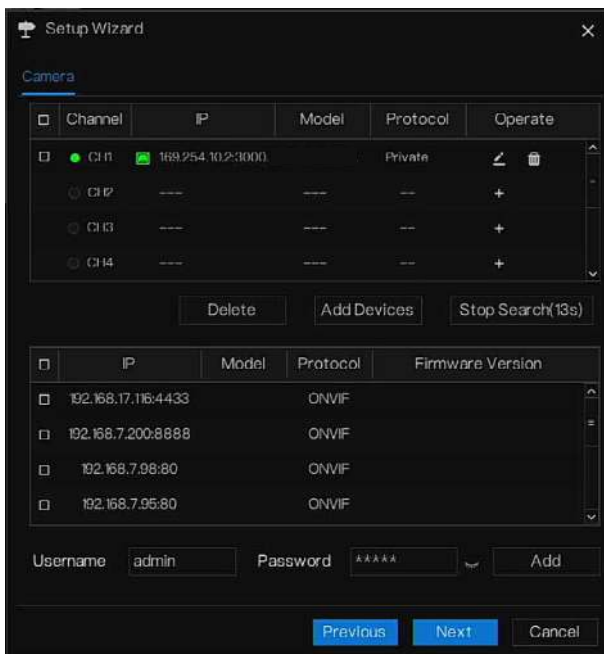 Setup Wizard
Camera
Channel IP Model Protocol Operate
CH1 169.254.10.2:3000. Private
CH2 --- --- -- +
CH3 --- --- -- +
CH4 --- --- -- +
Delete Add Devices Stop Search(13s)
IP Model Protocol Firmware Version
192.168.17.116:4433 ONVIF
192.168.7.200:8888 ONVIF
192.168.7.98:80 ONVIF
192.168.7.95:80 ONVIF
Username admin Password ***** Add
Previous Next Cancel